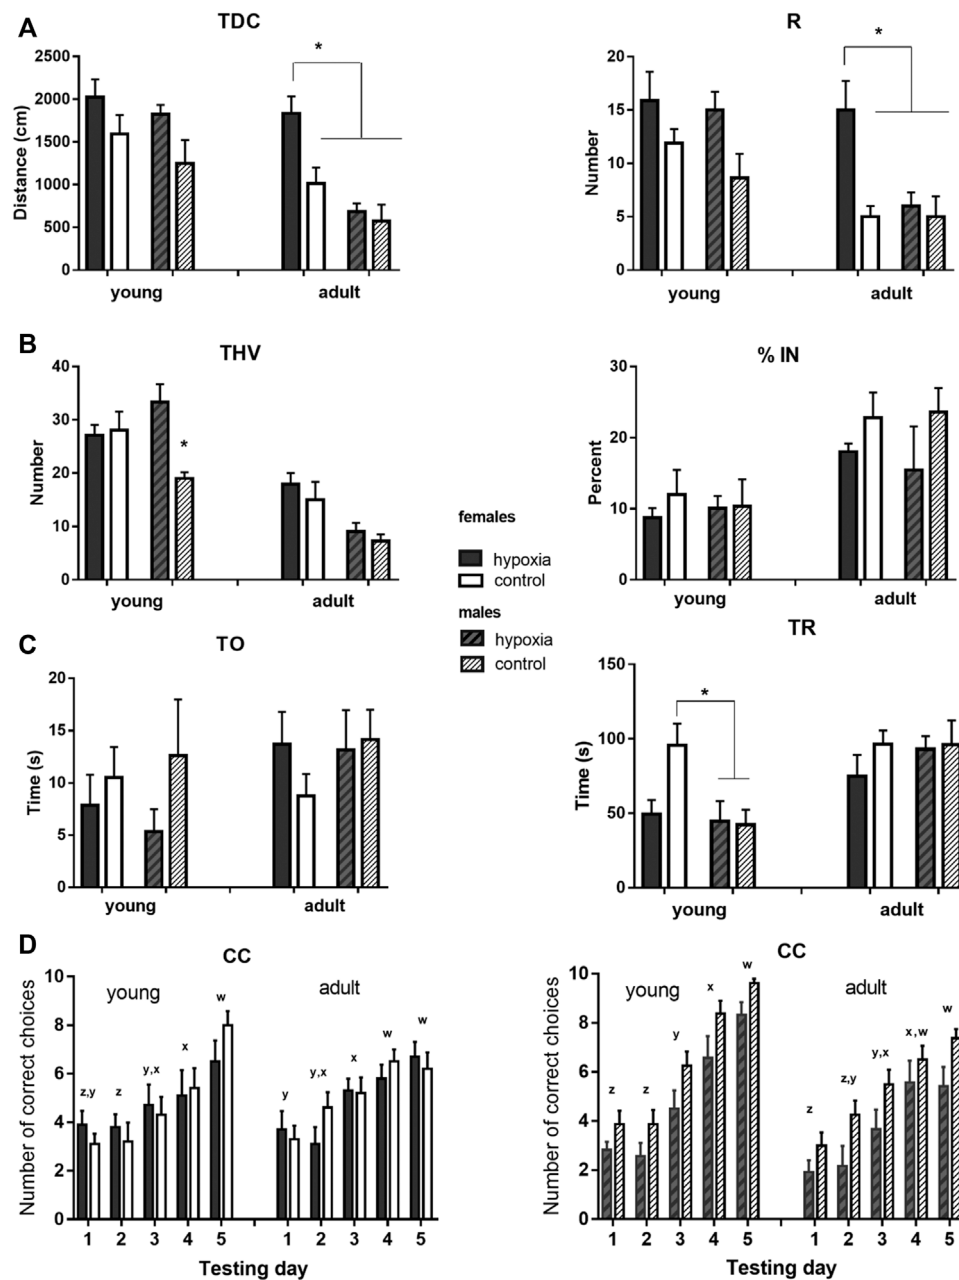 A
TDC
R
*
*
2500
2000
1500
1000
500
0
Distance (cm)
young
adult
20
15
10
5
0
Number
young
adult
B
THV
% IN
40
30
20
10
0
Number
*
young
adult
30
20
10
0
Percent
young
adult
females
hypoxia
control
males
hypoxia
control
C
TO
TR
20
15
10
5
0
Time (s)
young
adult
150
100
50
0
Time (s)
*
young
adult
D
CC
CC
10
8
6
4
2
0
Number of correct choices
young
adult
z,y
z
y,x
x
w
y
y,x
x
w
w
1 2 3 4 5 1 2 3 4 5
Testing day
10
8
6
4
2
0
Number of correct choices
young
adult
z
z
y
x
w
z
z,y
y,x
x,w
w
1 2 3 4 5 1 2 3 4 5
Testing day